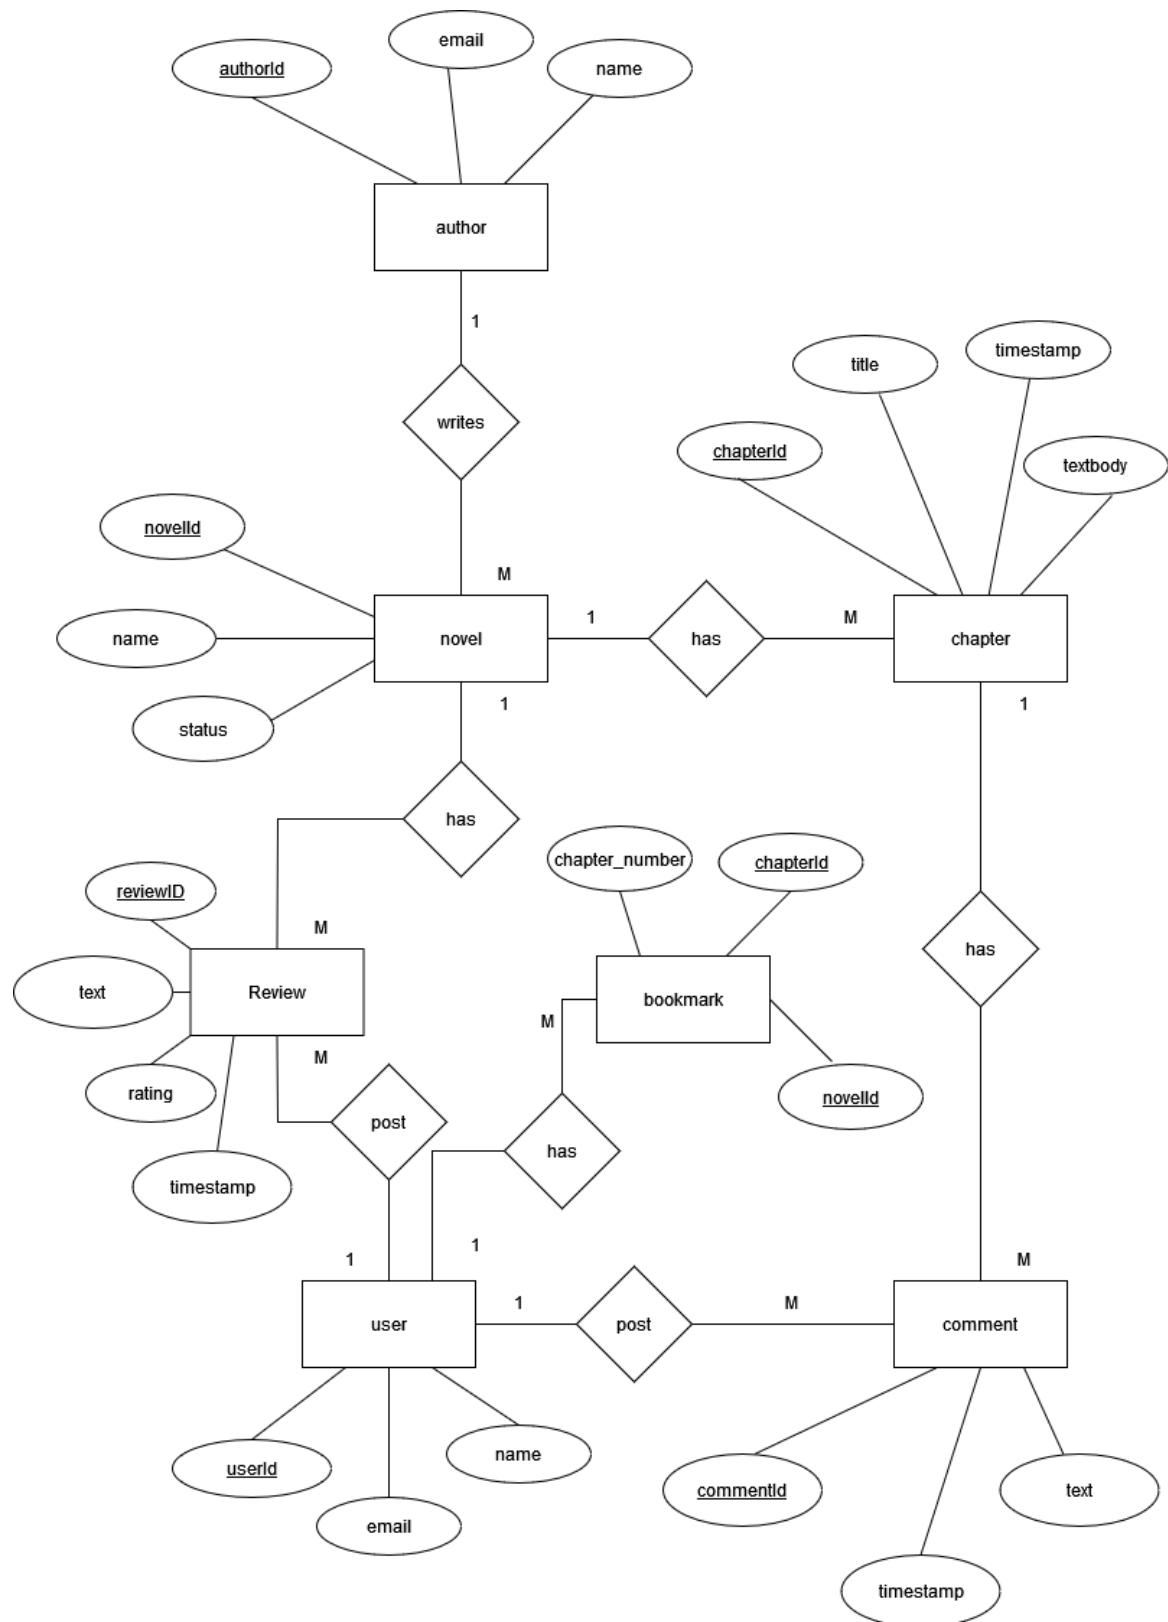 email
authorId
name
author
1
writes
title
timestamp
chapterId
textbody
novelId
M
name
novel
1
has
M
chapter
status
1
1
has
chapter_number
chapterId
reviewID
M
has
text
Review
bookmark
M
M
rating
novelId
post
has
timestamp
1
1
M
1
M
user
post
comment
name
userId
commentId
text
email
timestamp